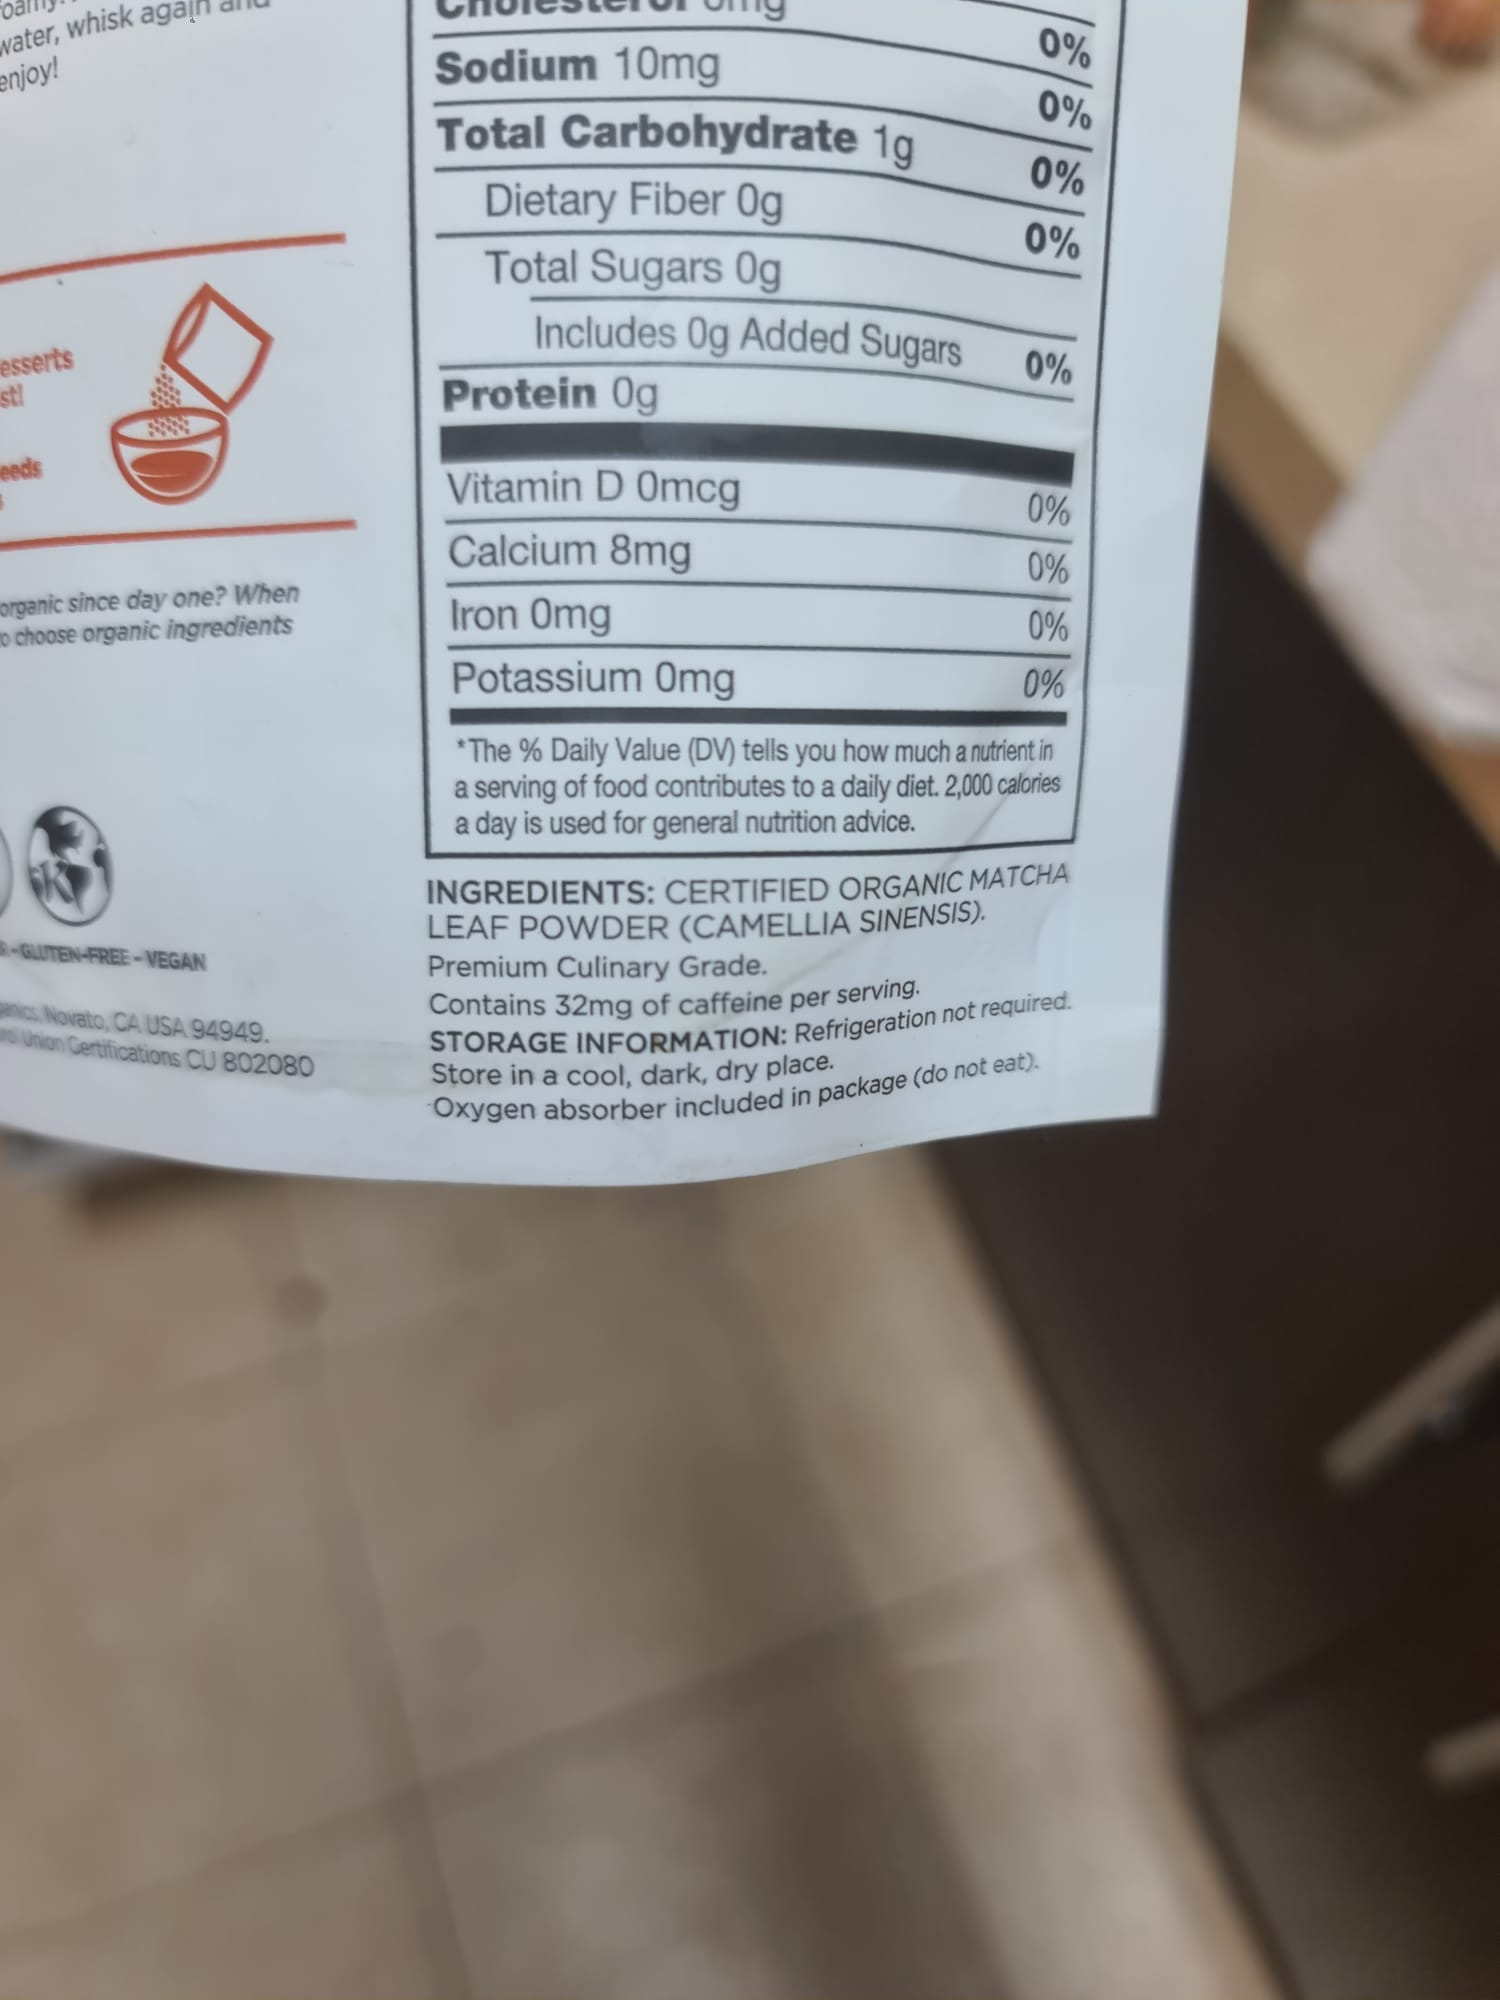 water, whisk again and
enjoy!
esserts
st!
eeds
organic since day one? When
to choose organic ingredients
-GLUTEN-FREE - VEGAN
Novato, CA USA 94949.
Union Certifications CU 802080
Cholesterol 0mg 0%
Sodium 10mg 0%
Total Carbohydrate 1g 0%
Dietary Fiber 0g 0%
Total Sugars 0g
Includes 0g Added Sugars 0%
Protein 0g
Vitamin D 0mcg 0%
Calcium 8mg 0%
Iron 0mg 0%
Potassium 0mg 0%
*The % Daily Value (DV) tells you how much a nutrient in
a serving of food contributes to a daily diet. 2,000 calories
a day is used for general nutrition advice.
INGREDIENTS: CERTIFIED ORGANIC MATCHA
LEAF POWDER (CAMELLIA SINENSIS).
Premium Culinary Grade.
Contains 32mg of caffeine per serving.
STORAGE INFORMATION: Refrigeration not required.
Store in a cool, dark, dry place.
Oxygen absorber included in package (do not eat).